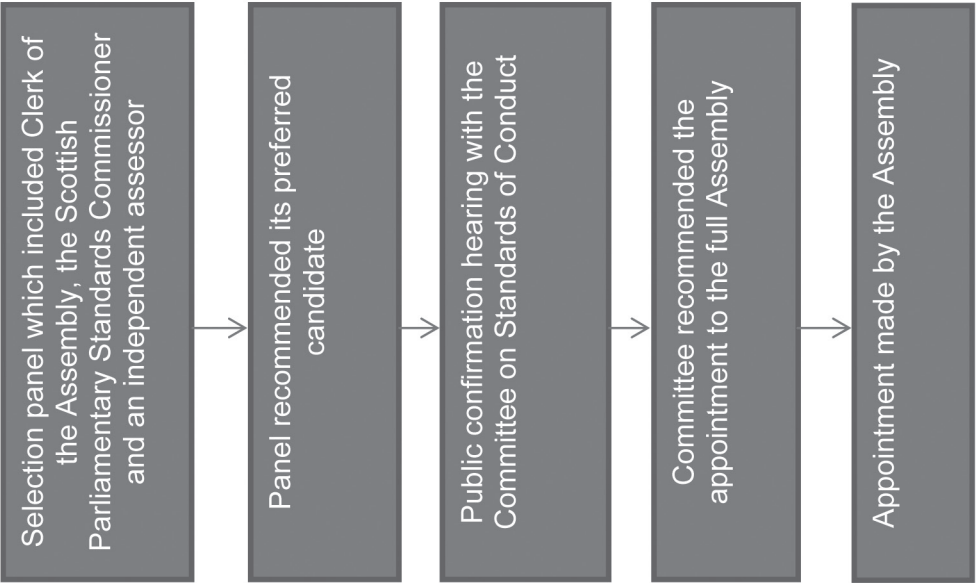 Selection panel which included Clerk of
the Assembly, the Scottish
Parliamentary Standards Commissioner
and an independent assessor
Panel recommended its preferred
candidate
Public confirmation hearing with the
Committee on Standards of Conduct
Committee recommended the
appointment to the full Assembly
Appointment made by the Assembly